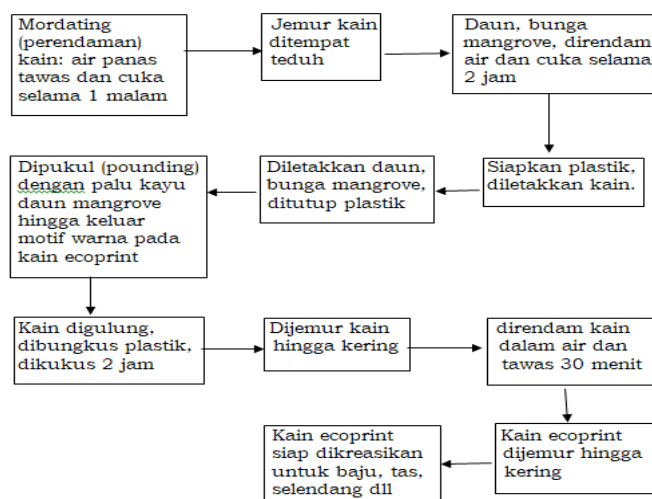 Mordating
(perendaman)
kain: air panas
tawas dan cuka
selama 1 malam
Jemur kain
ditempat
teduh
Daun, bunga
mangrove, direndam
air dan cuka selama
2 jam
Siapkan plastik,
diletakkan kain.
Diletakkan daun,
bunga mangrove,
ditutup plastik
Dipukul (pounding)
dengan palu kayu
daun mangrove
hingga keluar
motif warna pada
kain ecoprint
Kain digulung,
dibungkus plastik,
dikukus 2 jam
Dijemur kain
hingga kering
direndam kain
dalam air dan
tawas 30 menit
Kain ecoprint
dijemur hingga
kering
Kain ecoprint
siap dikreasikan
untuk baju, tas,
selendang dll